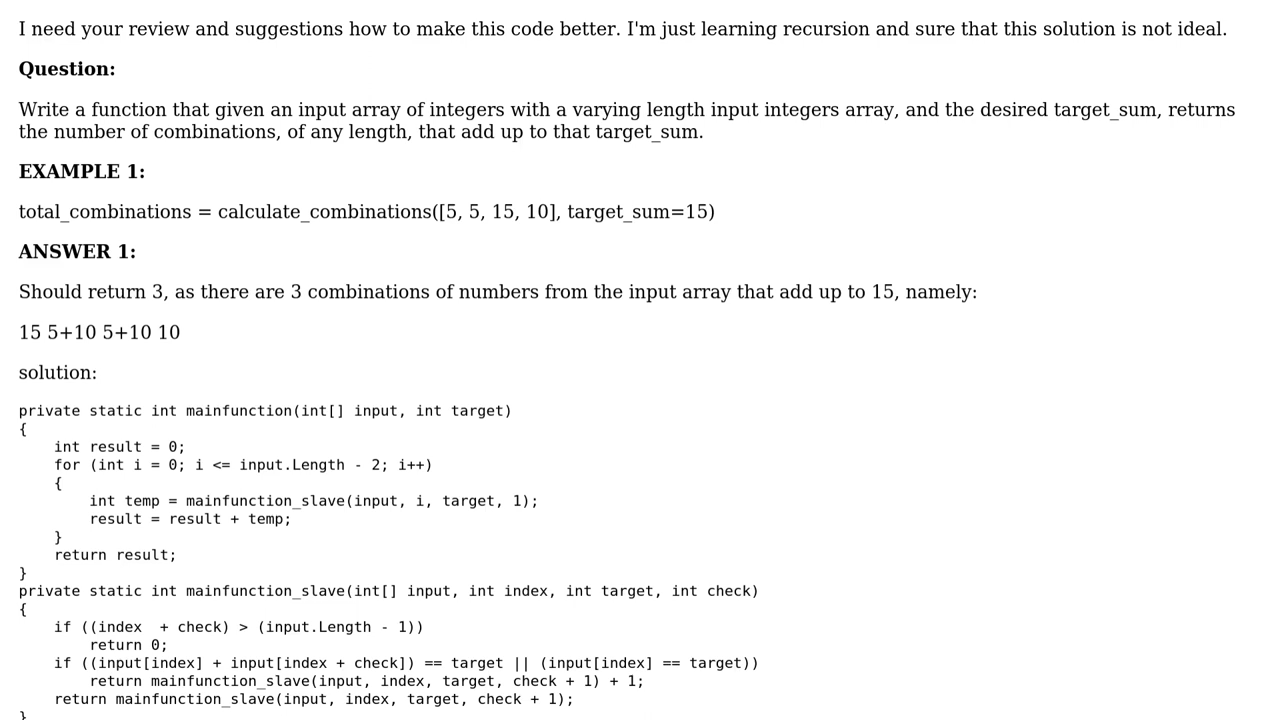 I need your review and suggestions how to make this code better. I'm just learning recursion and sure that this solution is not ideal.
Question:
Write a function that given an input array of integers with a varying length input integers array, and the desired target_sum, returns
the number of combinations, of any length, that add up to that target_sum.
EXAMPLE 1:
total_combinations = calculate_combinations([5, 5, 15, 10], target_sum=15)
ANSWER 1:
Should return 3, as there are 3 combinations of numbers from the input array that add up to 15, namely:
15 5+10 5+10 10
solution:
private static int mainfunction(int[] input, int target)
{
    int result = 0;
    for (int i = 0; i <= input.Length - 2; i++)
    {
        int temp = mainfunction_slave(input, i, target, 1);
        result = result + temp;
    }
    return result;
}
private static int mainfunction_slave(int[] input, int index, int target, int check)
{
    if ((index  + check) > (input.Length - 1))
        return 0;
    if ((input[index] + input[index + check]) == target || (input[index] == target))
        return mainfunction_slave(input, index, target, check + 1) + 1;
    return mainfunction_slave(input, index, target, check + 1);
}